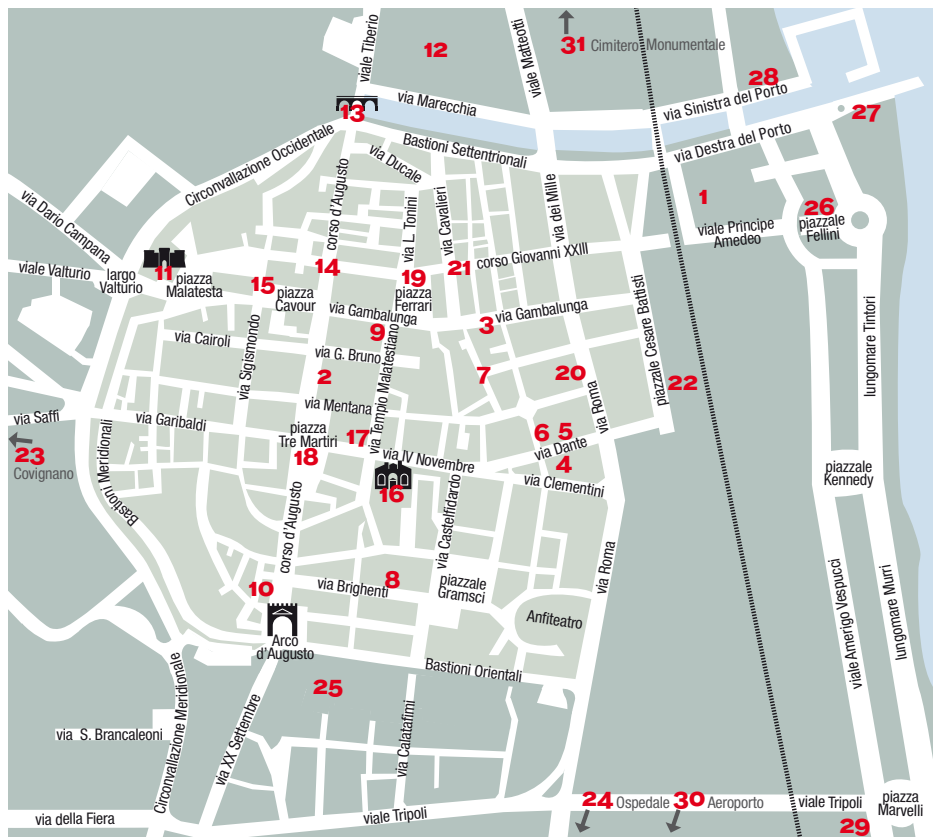 12
31 Cimitero Monumentale
viale Tiberio
viale Matteotti
28
via Marecchia
via Sinistra del Porto
27
13
via Destra del Porto
Circonvallazione Occidentale
Bastioni Settentrionali
via Ducale
via Dario Campana
corso d'Augusto
via L. Tonini
via Cavalieri
via dei Mille
1
26
piazzale
Fellini
viale Principe
Amedeo
viale Valturio
largo
Valturio
11
piazza
Malatesta
14
15
piazza
Cavour
19
piazza
Ferrari
21
corso Giovanni XXIII
piazzale Cesare Battisti
lungomare Tintori
via Gambalunga
9
3
via Gambalunga
via Cairoli
via Sigismondo
via G. Bruno
via Tempio Malatestiano
2
7
20
22
via Roma
via Mentana
via Saffi
via Garibaldi
23
Covignano
piazza
Tre Martiri
18
17
6
5
via Dante
4
via IV Novembre
via Clementini
16
piazzale
Kennedy
Bastioni Meridionali
corso d'Augusto
via Castelfidardo
via Roma
8
via Brighenti
piazzale
Gramsci
10
Anfiteatro
Arco
d'Augusto
Bastioni Orientali
viale Amerigo Vespucci
lungomare Murri
25
via S. Brancaleoni
Circonvallazione Meridionale
via XX Settembre
via Calatafimi
24 Ospedale
30 Aeroporto
viale Tripoli
piazza
Marvelli
29
via della Fiera
viale Tripoli